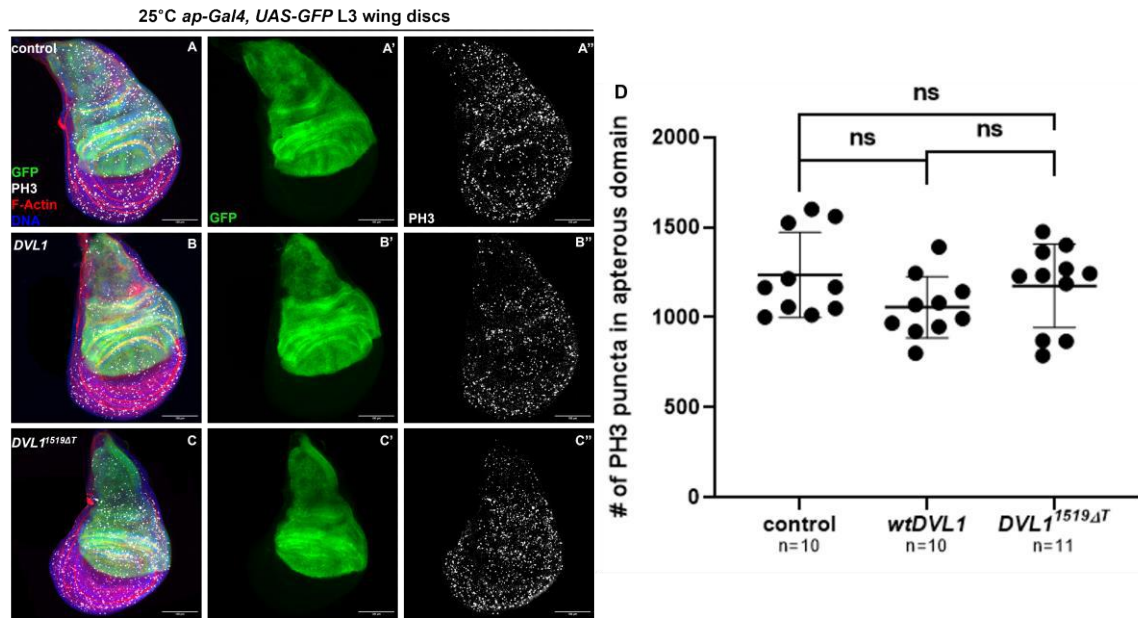 25°C ap-Gal4, UAS-GFP L3 wing discs
control
A
A'
A"
GFP
PH3
F-Actin
DNA
GFP
PH3
DVL1
B
B'
B"
DVL1^1519ΔT
C
C'
C"
D
ns
ns
ns
# of PH3 puncta in apterous domain
2000
1500
1000
500
0
control
n=10
wtDVL1
n=10
DVL1^1519ΔT
n=11